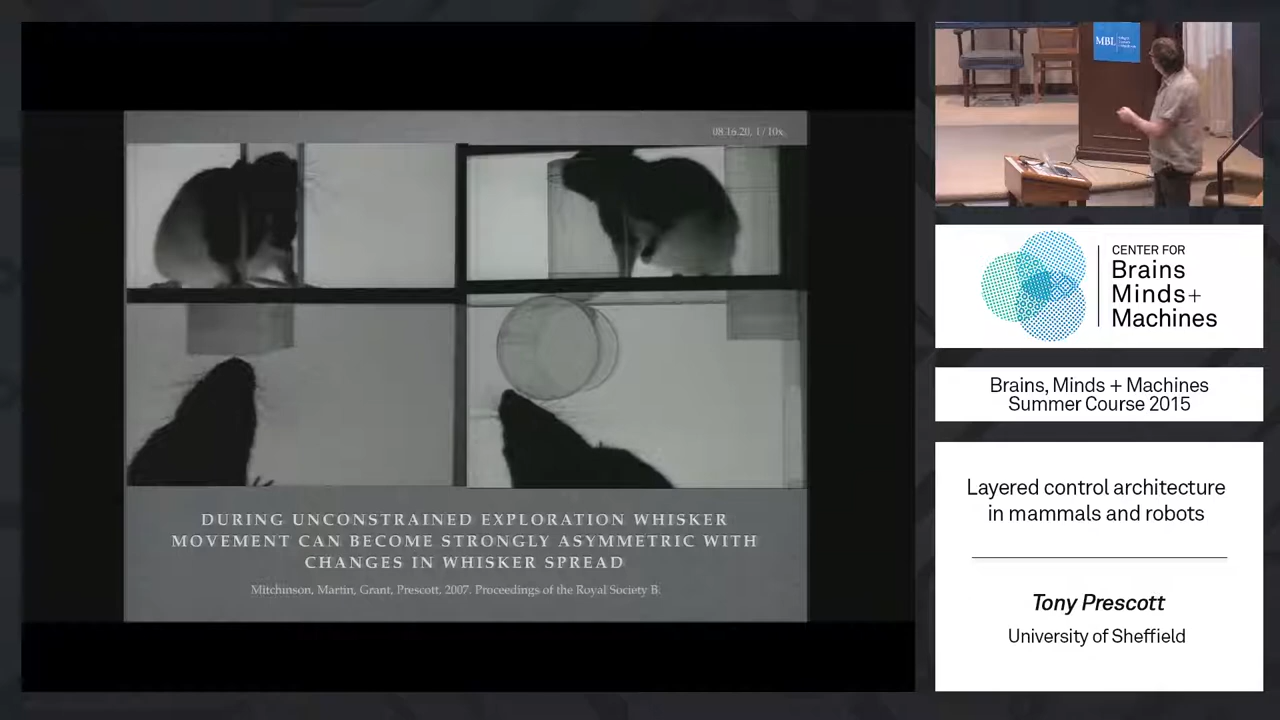 08.16.20, 1/10x
DURING UNCONSTRAINED EXPLORATION WHISKER
MOVEMENT CAN BECOME STRONGLY ASYMMETRIC WITH
CHANGES IN WHISKER SPREAD
Mitchinson, Martin, Grant, Prescott, 2007. Proceedings of the Royal Society B.
MBL
CENTER FOR
Brains
Minds+
Machines
Brains, Minds + Machines
Summer Course 2015
Layered control architecture
in mammals and robots
Tony Prescott
University of Sheffield